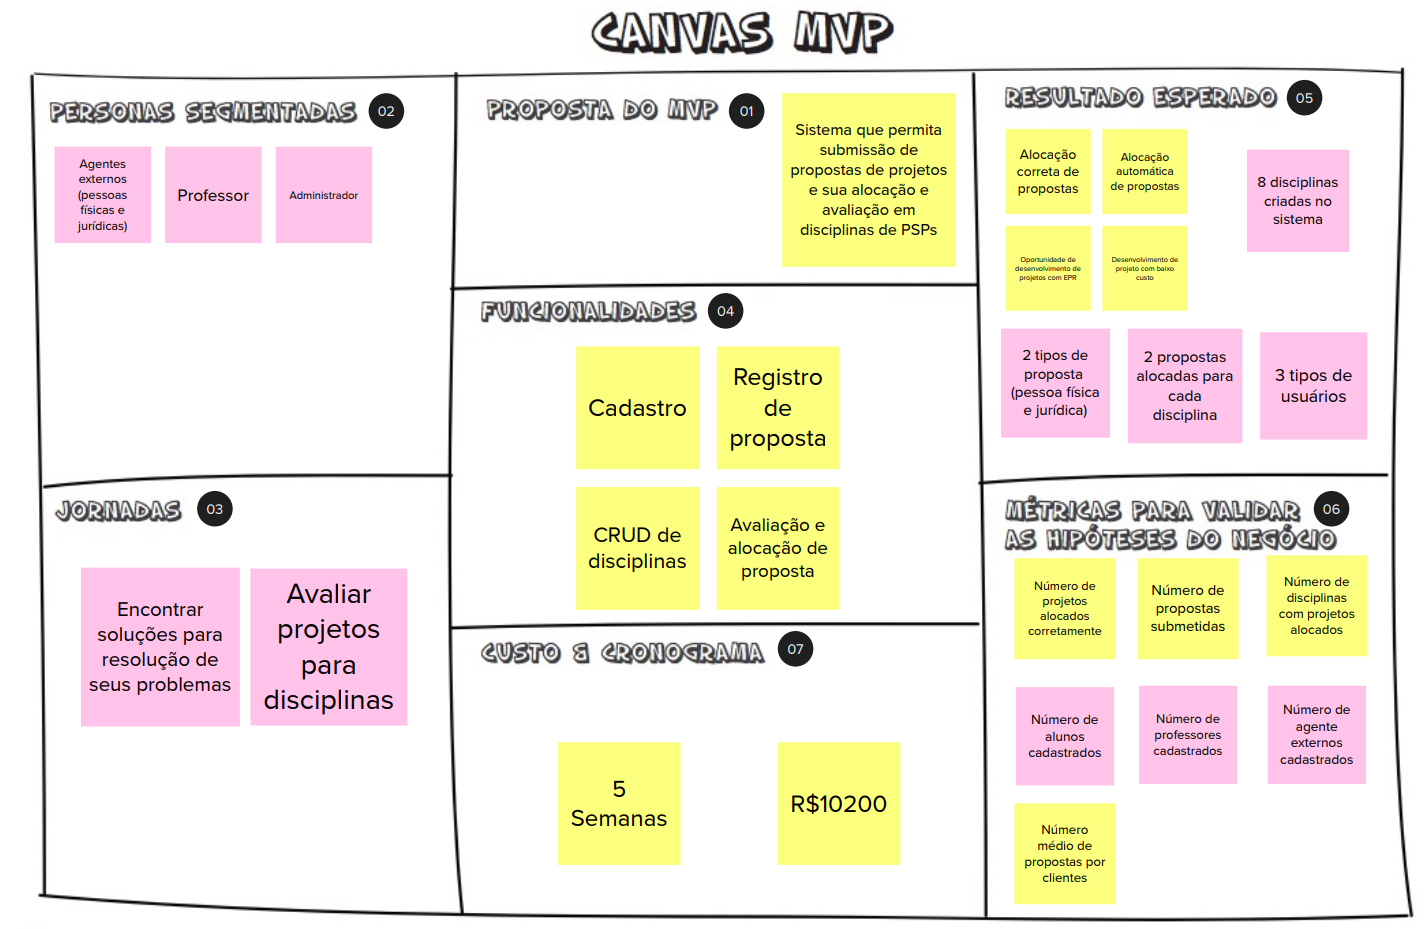 CANVAS MVP
PERSONAS SEGMENTADAS 02
Agentes
externos
(pessoas
físicas e
jurídicas)
Professor
Administrador
PROPOSTA DO MVP 01
Sistema que permita
submissão de
propostas de projetos
e sua alocação e
avaliação em
disciplinas de PSPs
RESULTADO ESPERADO 05
Alocação
correta de
propostas
Alocação
automática
de propostas
8 disciplinas
criadas no
sistema
Oportunidade de
desenvolvimento de
projetos com EPR
Desenvolvimento de
projeto com baixo
custo
2 tipos de
proposta
(pessoa física
e jurídica)
2 propostas
alocadas para
cada
disciplina
3 tipos de
usuários
JORNADAS 03
Encontrar
soluções para
resolução de
seus problemas
Avaliar
projetos
para
disciplinas
FUNCIONALIDADES 04
Cadastro
Registro
de
proposta
CRUD de
disciplinas
Avaliação e
alocação de
proposta
CUSTO & CRONOGRAMA 07
5
Semanas
R$10200
MÉTRICAS PARA VALIDAR 06
AS HIPÓTESES DO NEGÓCIO
Número de
projetos
alocados
corretamente
Número de
propostas
submetidas
Número de
disciplinas
com projetos
alocados
Número de
alunos
cadastrados
Número de
professores
cadastrados
Número de
agente
externos
cadastrados
Número
médio de
propostas por
clientes